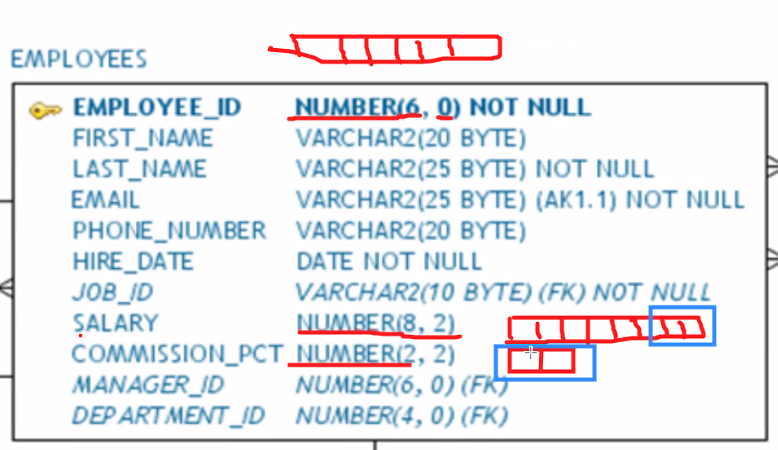 EMPLOYEES
EMPLOYEE_ID NUMBER(6, 0) NOT NULL
FIRST_NAME VARCHAR2(20 BYTE)
LAST_NAME VARCHAR2(25 BYTE) NOT NULL
EMAIL VARCHAR2(25 BYTE) (AK1.1) NOT NULL
PHONE_NUMBER VARCHAR2(20 BYTE)
HIRE_DATE DATE NOT NULL
JOB_ID VARCHAR2(10 BYTE) (FK) NOT NULL
SALARY NUMBER(8, 2)
COMMISSION_PCT NUMBER(2, 2)
MANAGER_ID NUMBER(6, 0) (FK)
DEPARTMENT_ID NUMBER(4, 0) (FK)